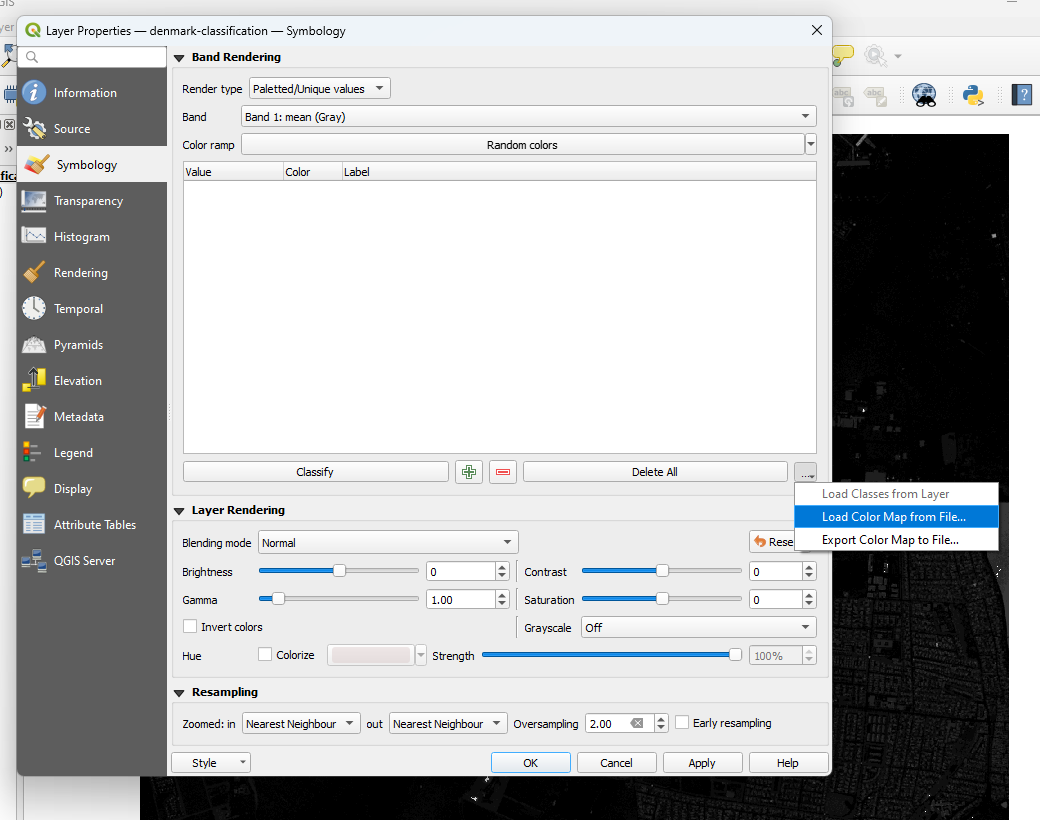 GIS
Layer Properties — denmark-classification — Symbology
yer
Information
Source
Symbology
Transparency
Histogram
Rendering
Temporal
Pyramids
Elevation
Metadata
Legend
Display
Attribute Tables
QGIS Server
»
fica
)
Band Rendering
Render type Paletted/Unique values
Band Band 1: mean (Gray)
Color ramp Random colors
Value Color Label
Classify Delete All ...
Load Classes from Layer
Load Color Map from File...
Export Color Map to File...
Layer Rendering
Blending mode Normal Rese
Brightness 0 Contrast 0
Gamma 1.00 Saturation 0
Invert colors Grayscale Off
Hue Colorize Strength 100%
Resampling
Zoomed: in Nearest Neighbour out Nearest Neighbour Oversampling 2.00 Early resampling
Style OK Cancel Apply Help
abc abc ?